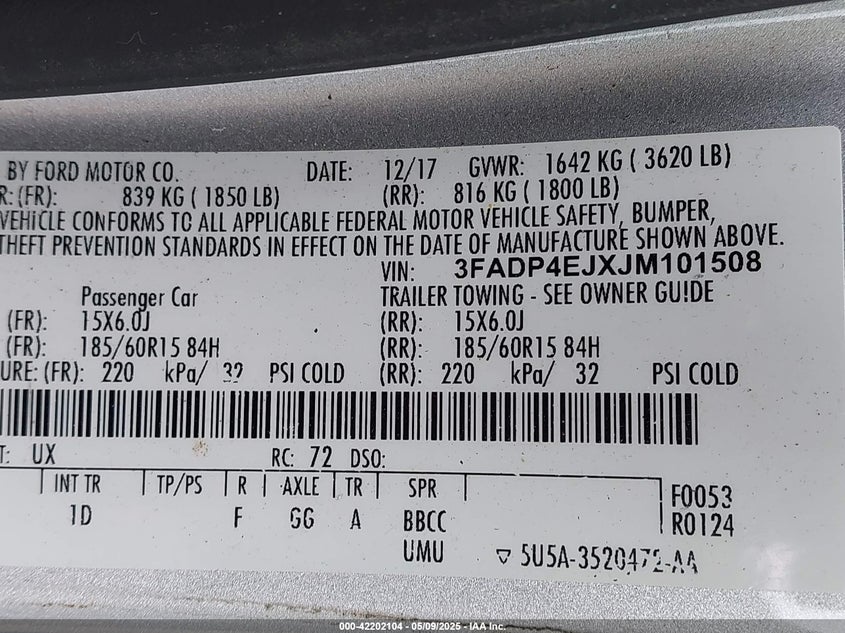 BY FORD MOTOR CO. DATE: 12/17 GVWR: 1642 KG ( 3620 LB)
R: (FR): 839 KG ( 1850 LB) (RR): 816 KG ( 1800 LB)
VEHICLE CONFORMS TO ALL APPLICABLE FEDERAL MOTOR VEHICLE SAFETY, BUMPER,
THEFT PREVENTION STANDARDS IN EFFECT ON THE DATE OF MANUFACTURE SHOWN ABOVE.
VIN: 3FADP4EJXJM101508
Passenger Car TRAILER TOWING - SEE OWNER GUIDE
(FR): 15X6.0J (RR): 15X6.0J
(FR): 185/60R15 84H (RR): 185/60R15 84H
URE: (FR): 220 kPa/ 32 PSI COLD (RR): 220 kPa/ 32 PSI COLD
T: UX RC: 72 DSO:
INT TR TP/PS R AXLE TR SPR F0053
1D F GG A BBCC R0124
UMU ▽ 5U5A-3520472-AA
000-42202104 - 05/09/2025 - IAA Inc.